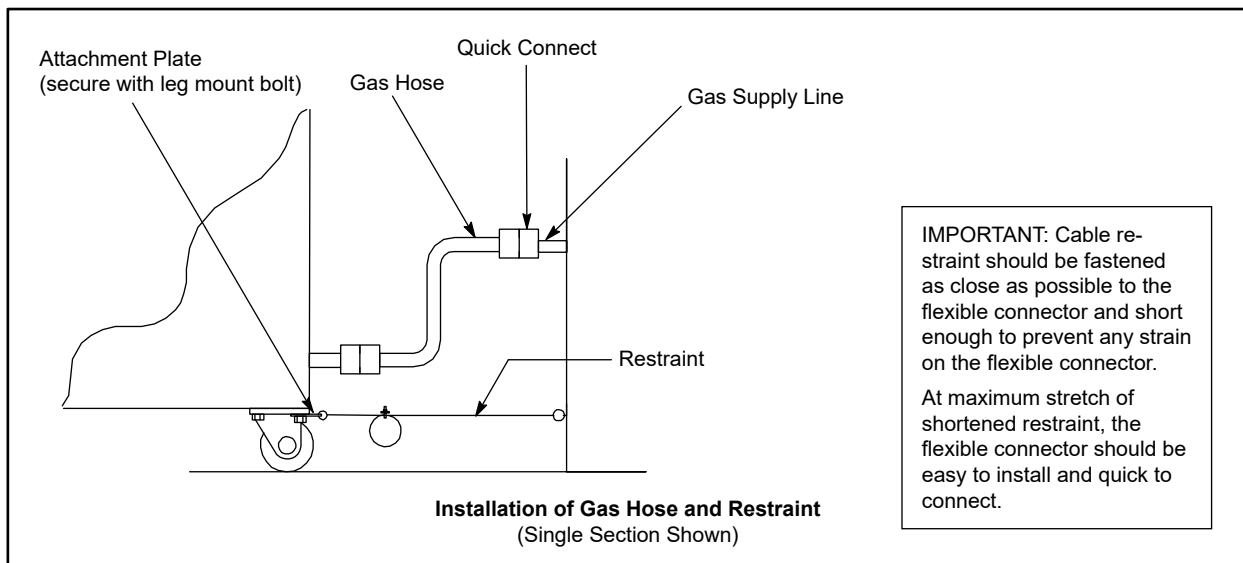 Attachment Plate
(secure with leg mount bolt)
Gas Hose
Quick Connect
Gas Supply Line
Restraint
IMPORTANT: Cable re-
straint should be fastened
as close as possible to the
flexible connector and short
enough to prevent any strain
on the flexible connector.
At maximum stretch of
shortened restraint, the
flexible connector should be
easy to install and quick to
connect.
Installation of Gas Hose and Restraint
(Single Section Shown)